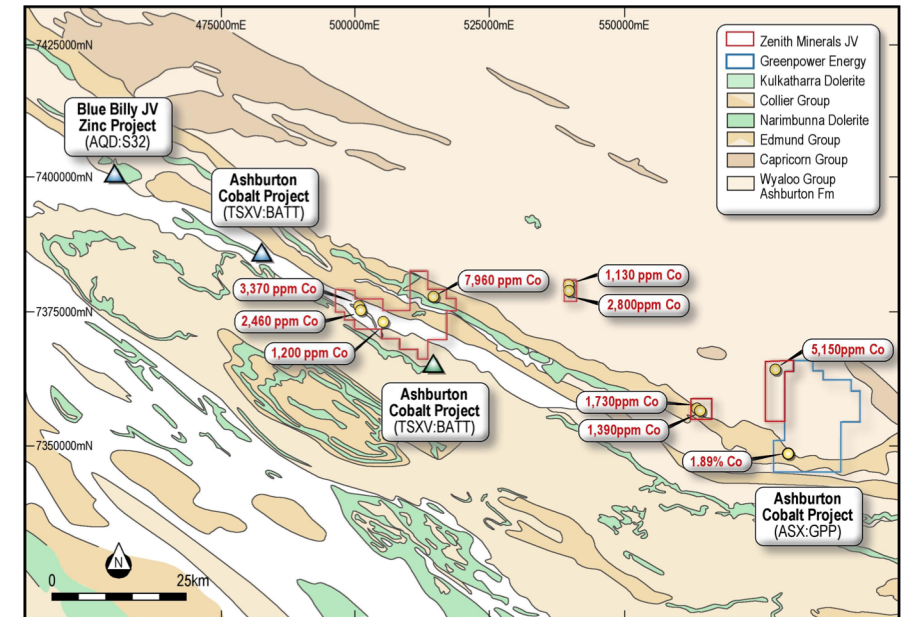 475000mE
500000mE
525000mE
550000mE
7425000mN
7400000mN
7375000mN
7350000mN
Zenith Minerals JV
Greenpower Energy
Kulkatharra Dolerite
Collier Group
Narimbunna Dolerite
Edmund Group
Capricorn Group
Wyaloo Group
Ashburton Fm
Blue Billy JV
Zinc Project
(AQD:S32)
Ashburton
Cobalt Project
(TSXV:BATT)
3,370 ppm Co
2,460 ppm Co
1,200 ppm Co
7,960 ppm Co
1,130 ppm Co
2,800ppm Co
5,150ppm Co
1,730ppm Co
1,390ppm Co
1.89% Co
Ashburton
Cobalt Project
(TSXV:BATT)
Ashburton
Cobalt Project
(ASX:GPP)
N
0
25km